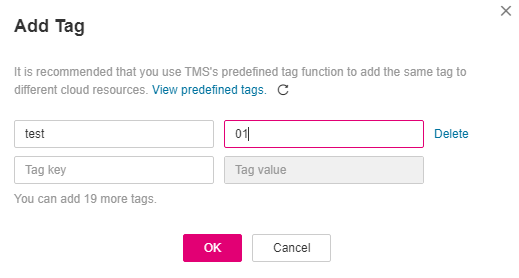 Add Tag
It is recommended that you use TMS's predefined tag function to add the same tag to
different cloud resources. View predefined tags.
test 01 Delete
Tag key Tag value
You can add 19 more tags.
OK Cancel